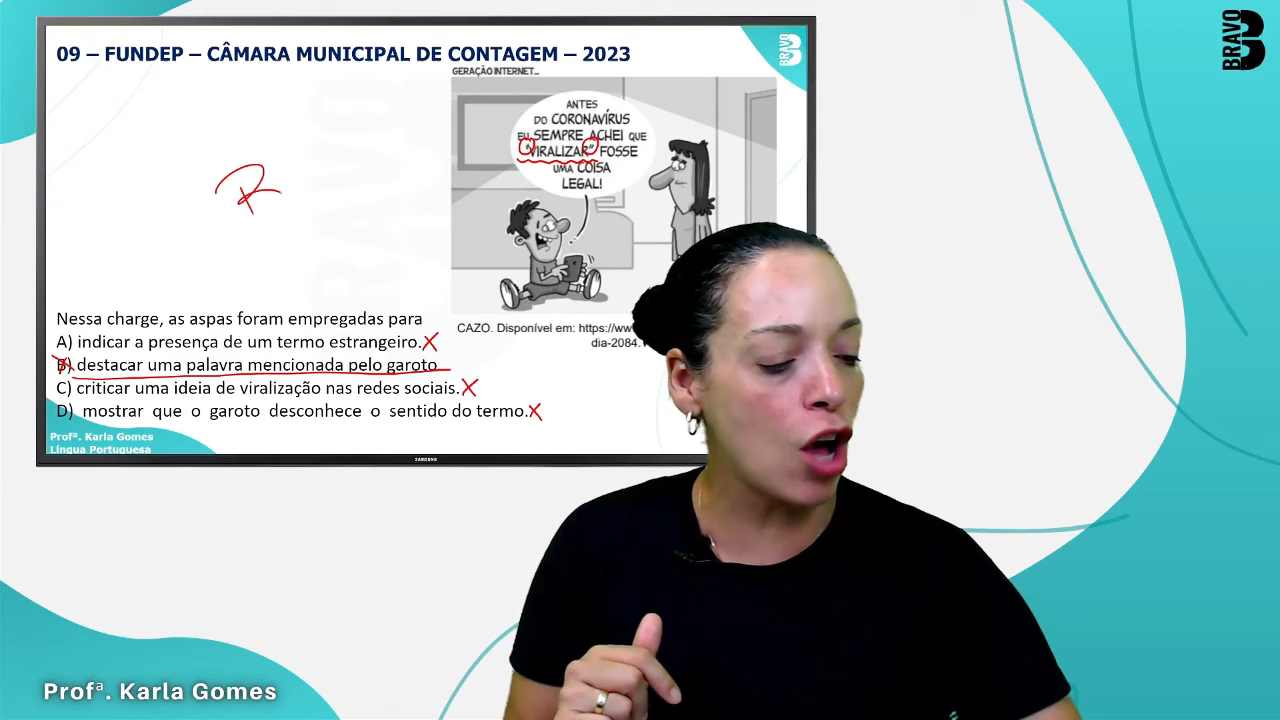 09 – FUNDEP – CÂMARA MUNICIPAL DE CONTAGEM – 2023
BRAVO
GERAÇÃO INTERNET...
ANTES
DO CORONAVÍRUS
EU SEMPRE ACHEI QUE
"VIRALIZAR" FOSSE
UMA COISA
LEGAL!
CAZO. Disponível em: https://ww
dia-2084.
Nessa charge, as aspas foram empregadas para
A) indicar a presença de um termo estrangeiro.
B) destacar uma palavra mencionada pelo garoto
C) criticar uma ideia de viralização nas redes sociais.
D) mostrar que o garoto desconhece o sentido do termo.
Profª. Karla Gomes
Língua Portuguesa
SAMSUNG
BRAVO
Profª. Karla Gomes